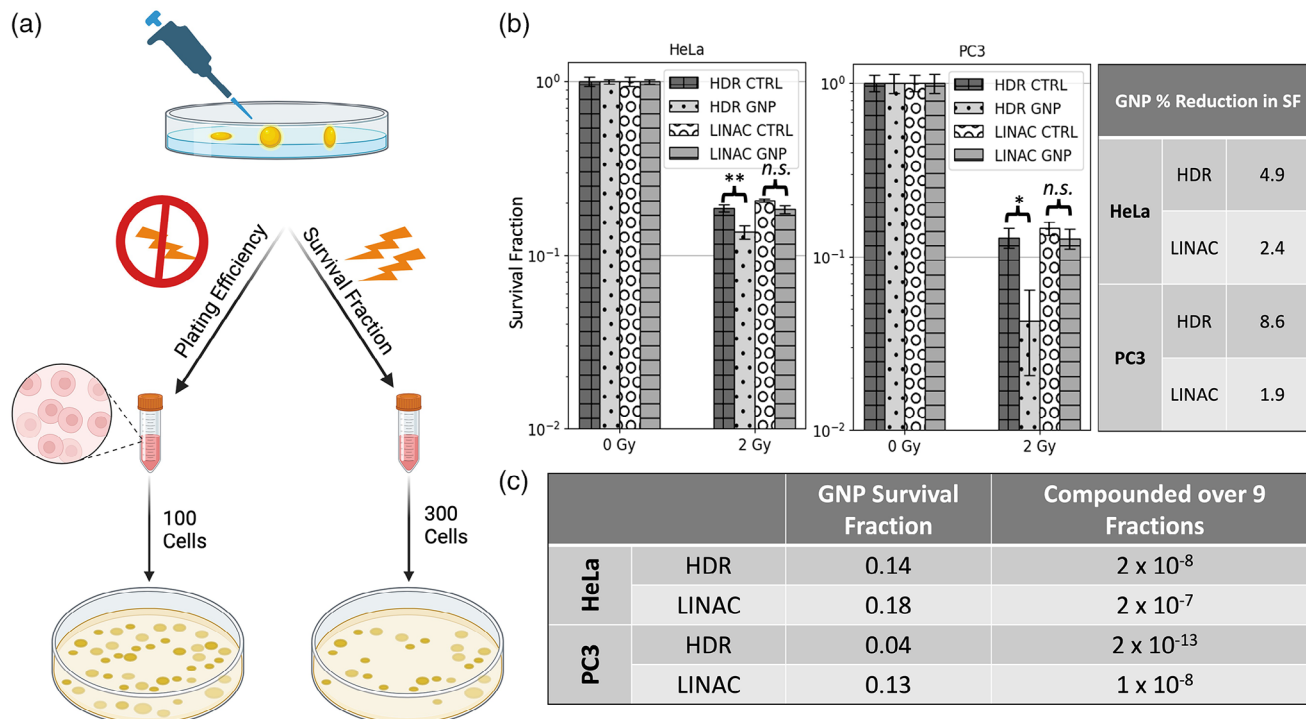 (a)
Plating Efficiency
Survival Fraction
100
Cells
300
Cells
(b)
HeLa
Survival Fraction
10⁰
10⁻¹
10⁻²
HDR CTRL
HDR GNP
LINAC CTRL
LINAC GNP
**
n.s.
0 Gy
2 Gy
PC3
10⁰
10⁻¹
10⁻²
HDR CTRL
HDR GNP
LINAC CTRL
LINAC GNP
*
n.s.
0 Gy
2 Gy
GNP % Reduction in SF
HeLa
HDR 4.9
LINAC 2.4
PC3
HDR 8.6
LINAC 1.9
(c)
GNP Survival
Fraction
Compounded over 9
Fractions
HeLa
HDR 0.14 2 x 10⁻⁸
LINAC 0.18 2 x 10⁻⁷
PC3
HDR 0.04 2 x 10⁻¹³
LINAC 0.13 1 x 10⁻⁸